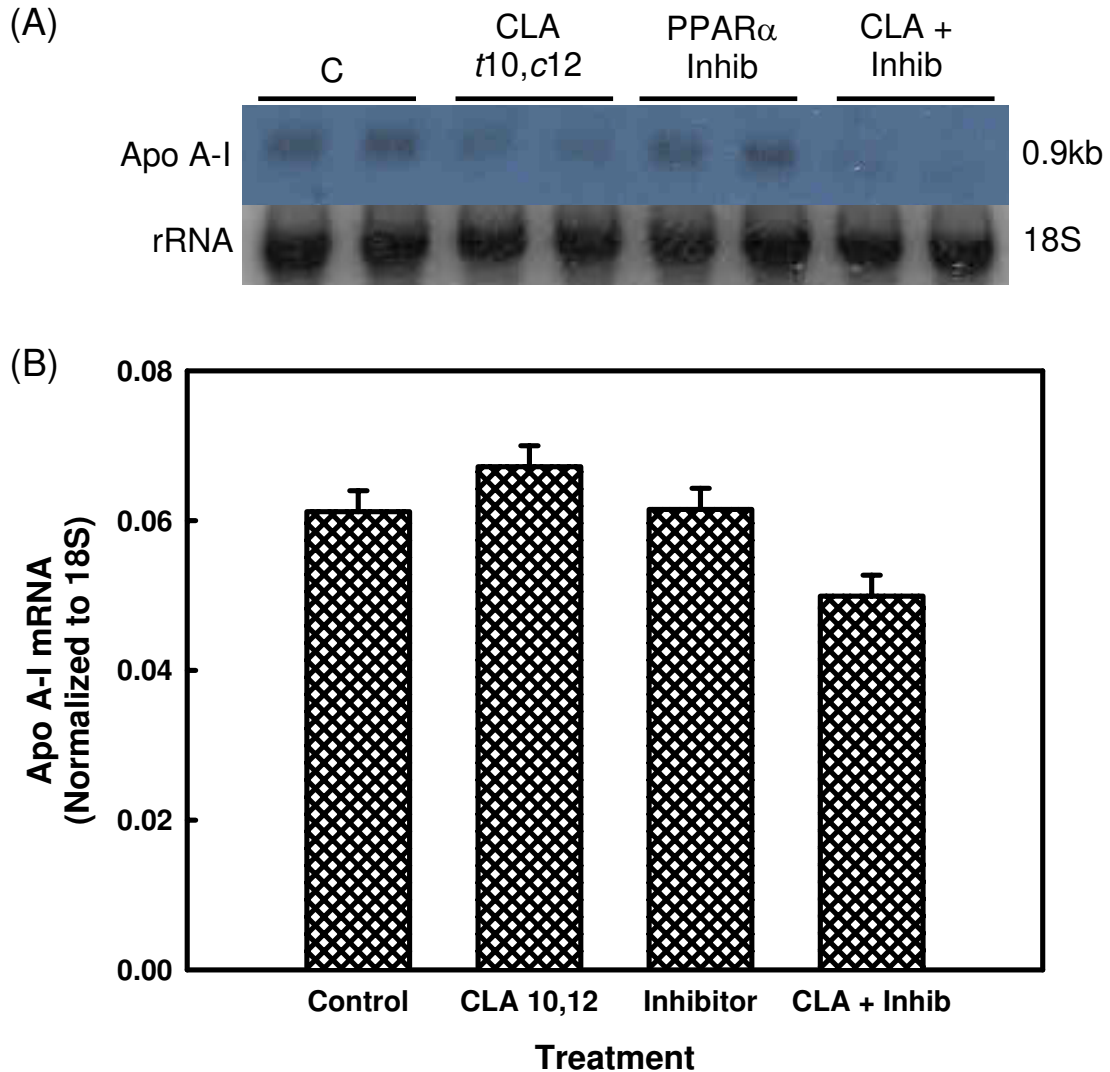 (A)
C
CLA
t10,c12
PPARα
Inhib
CLA +
Inhib
Apo A-I
0.9kb
rRNA
18S
(B)
0.08
0.06
0.04
0.02
0.00
Apo A-I mRNA
(Normalized to 18S)
Control
CLA 10,12
Inhibitor
CLA + Inhib
Treatment